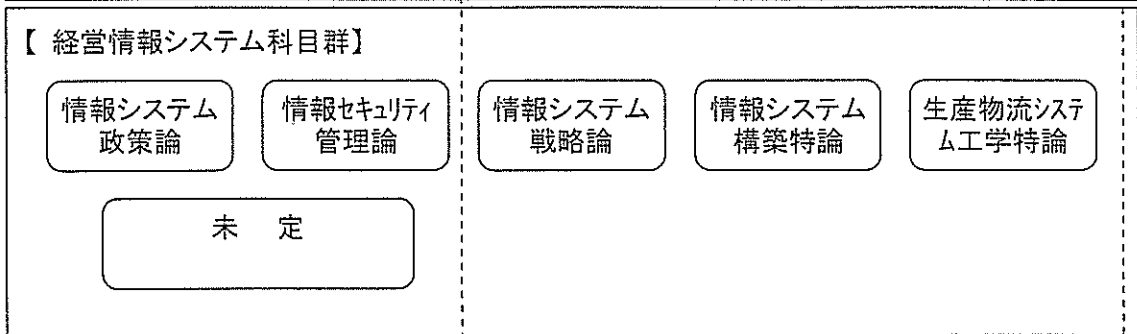 【 経営情報システム科目群】
情報システム
政策論
情報セキュリティ
管理論
情報システム
戦略論
情報システム
構築特論
生産物流システ
ム工学特論
未 定